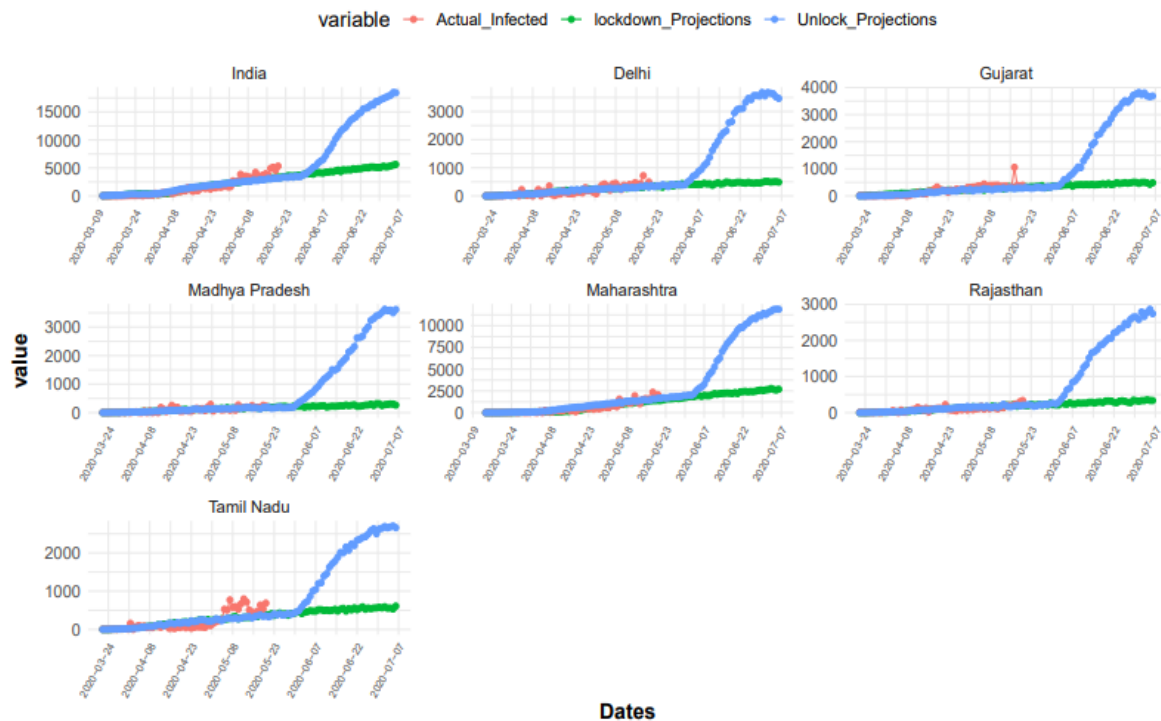 variable Actual_Infected lockdown_Projections Unlock_Projections
India Delhi Gujarat
15000
10000
5000
0
3000
2000
1000
0
4000
3000
2000
1000
0
2020-03-09 2020-03-24 2020-04-08 2020-04-23 2020-05-08 2020-05-23 2020-06-07 2020-06-22 2020-07-07
2020-03-24 2020-04-08 2020-04-23 2020-05-08 2020-05-23 2020-06-07 2020-06-22 2020-07-07
2020-03-24 2020-04-08 2020-04-23 2020-05-08 2020-05-23 2020-06-07 2020-06-22 2020-07-07
value
Madhya Pradesh Maharashtra Rajasthan
3000
2000
1000
0
10000
7500
5000
2500
0
3000
2000
1000
0
2020-03-24 2020-04-08 2020-04-23 2020-05-08 2020-05-23 2020-06-07 2020-06-22 2020-07-07
2020-03-09 2020-03-24 2020-04-08 2020-04-23 2020-05-08 2020-05-23 2020-06-07 2020-06-22 2020-07-07
2020-03-24 2020-04-08 2020-04-23 2020-05-08 2020-05-23 2020-06-07 2020-06-22 2020-07-07
Tamil Nadu
2000
1000
0
2020-03-24 2020-04-08 2020-04-23 2020-05-08 2020-05-23 2020-06-07 2020-06-22 2020-07-07
Dates